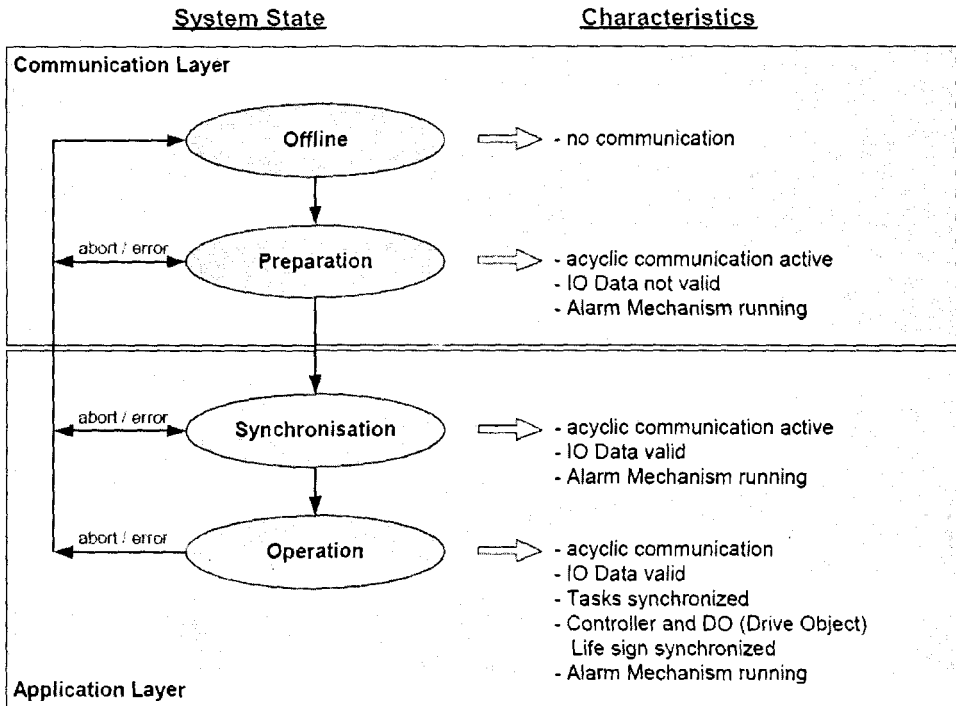 System State
Characteristics
Communication Layer
Offline
- no communication
abort / error
Preparation
- acyclic communication active
- IO Data not valid
- Alarm Mechanism running
abort / error
Synchronisation
- acyclic communication active
- IO Data valid
- Alarm Mechanism running
abort / error
Operation
- acyclic communication
- IO Data valid
- Tasks synchronized
- Controller and DO (Drive Object)
Life sign synchronized
- Alarm Mechanism running
Application Layer